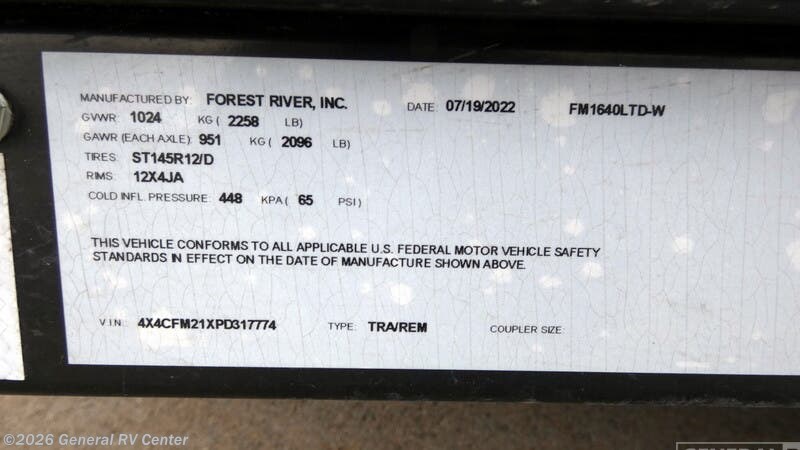 MANUFACTURED BY: FOREST RIVER, INC. DATE: 07/19/2022 FM1640LTD-W
GVWR: 1024 KG ( 2258 LB)
GAWR (EACH AXLE): 951 KG ( 2096 LB)
TIRES: ST145R12/D
RIMS: 12X4JA
COLD INFL. PRESSURE: 448 KPA ( 65 PSI)
THIS VEHICLE CONFORMS TO ALL APPLICABLE U.S. FEDERAL MOTOR VEHICLE SAFETY
STANDARDS IN EFFECT ON THE DATE OF MANUFACTURE SHOWN ABOVE.
V.I.N.: 4X4CFM21XPD317774 TYPE: TRA/REM COUPLER SIZE:
©2026 General RV Center